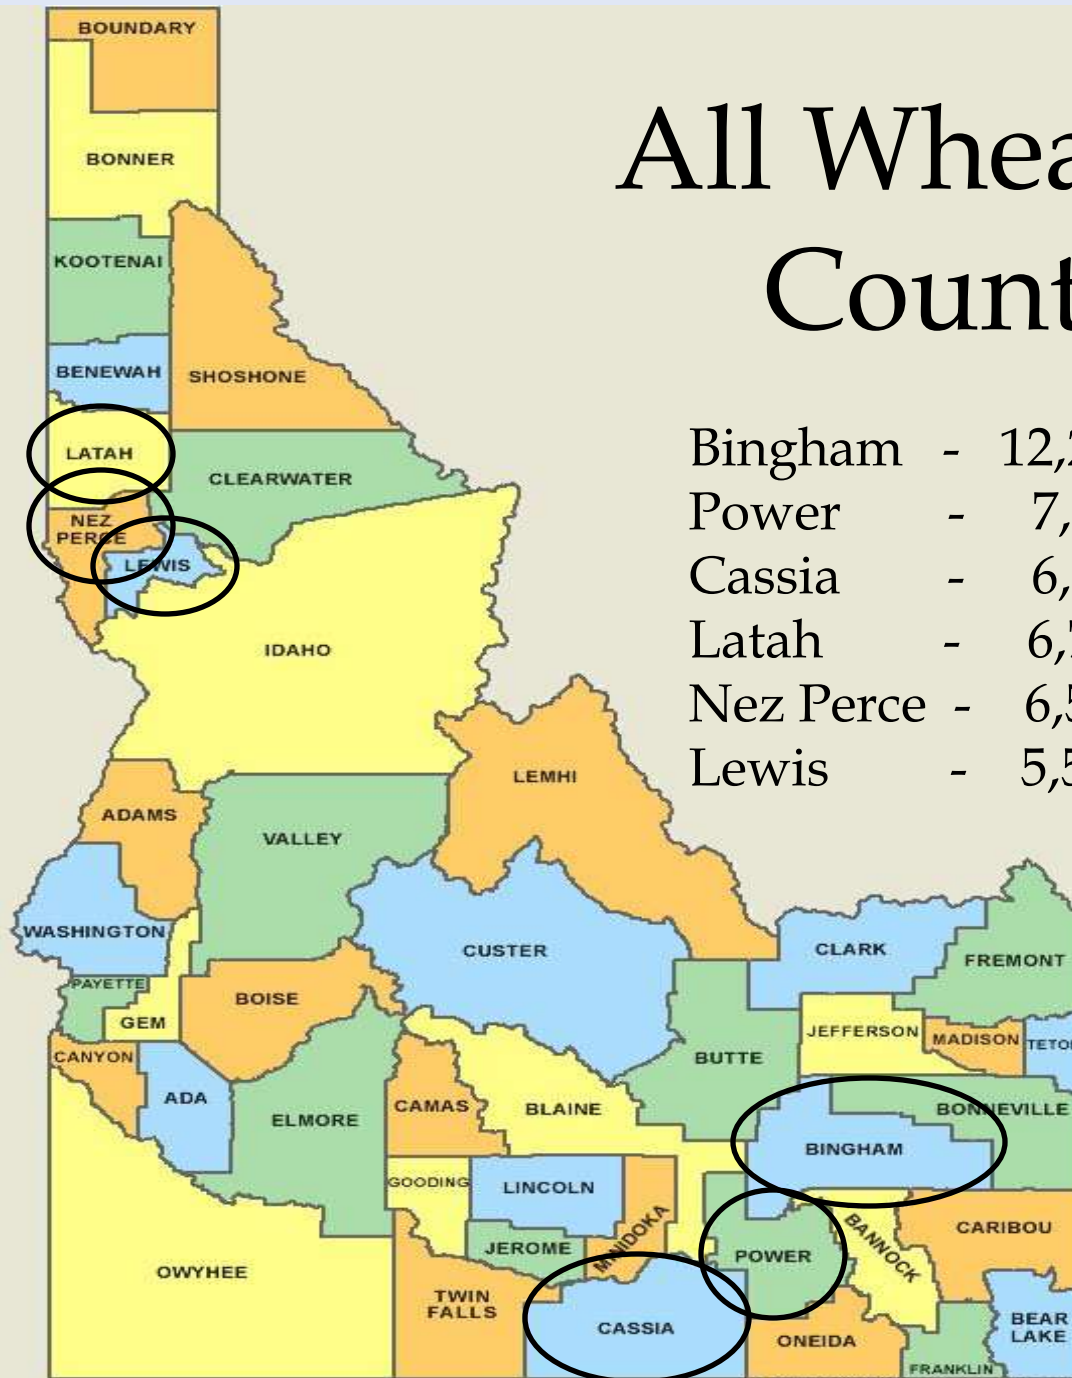 BOUNDARY
BONNER
KOOTENAI
BENEWAH
SHOSHONE
LATAH
CLEARWATER
NEZ
PERCE
LEWIS
IDAHO
LEMHI
ADAMS
VALLEY
WASHINGTON
CUSTER
CLARK
FREMONT
PAYETTE
GEM
BOISE
JEFFERSON
MADISON
CANYON
BUTTE
ADA
ELMORE
CAMAS
BLAINE
BONNEVILLE
BINGHAM
GOODING
LINCOLN
MINIDOKA
JEROME
POWER
BANNOCK
CARIBOU
OWYHEE
TWIN
FALLS
CASSIA
ONEIDA
BEAR
LAKE
FRANKLIN
All
Count
Bingham - 12,2
Power - 7,
Cassia - 6,
Latah - 6,7
Nez Perce - 6,5
Lewis - 5,5